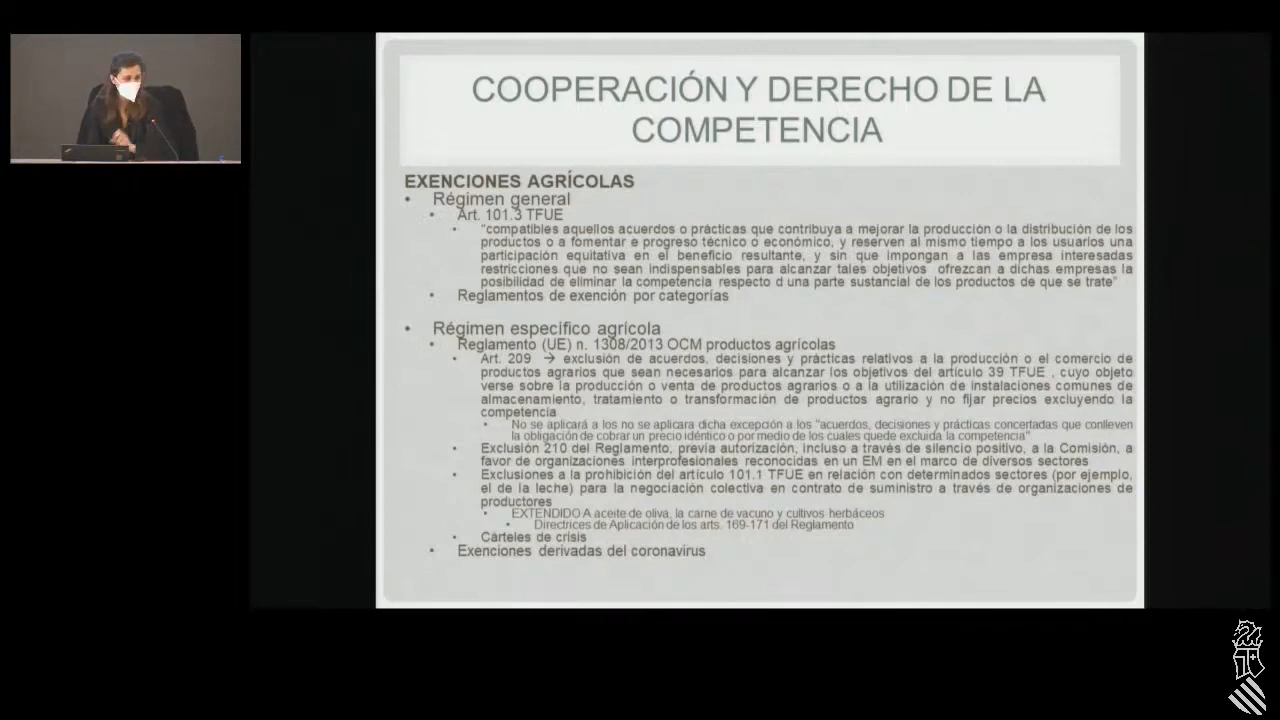 COOPERACIÓN Y DERECHO DE LA
COMPETENCIA
EXENCIONES AGRÍCOLAS
• Régimen general
• Art. 101.3 TFUE
• "compatibles aquellos acuerdos o prácticas que contribuya a mejorar la producción o la distribución de los
productos o a fomentar e progreso técnico o económico, y reserven al mismo tiempo a los usuarios una
participación equitativa en el beneficio resultante, y sin que impongan a las empresa interesadas
restricciones que no sean indispensables para alcanzar tales objetivos ofrezcan a dichas empresas la
posibilidad de eliminar la competencia respecto d una parte sustancial de los productos de que se trate"
• Reglamentos de exención por categorías
• Régimen especifico agrícola
• Reglamento (UE) n. 1308/2013 OCM productos agrícolas
• Art. 209 → exclusión de acuerdos, decisiones y prácticas relativos a la producción o el comercio de
productos agrarios que sean necesarios para alcanzar los objetivos del artículo 39 TFUE , cuyo objeto
verse sobre la producción o venta de productos agrarios o a la utilización de instalaciones comunes de
almacenamiento, tratamiento o transformación de productos agrario y no fijar precios excluyendo la
competencia
• No se aplicará a los no se aplicara dicha excepción a los "acuerdos, decisiones y prácticas concertadas que conlleven
la obligación de cobrar un precio idéntico o por medio de los cuales quede excluida la competencia"
• Exclusión 210 del Reglamento, previa autorización, incluso a través de silencio positivo, a la Comisión, a
favor de organizaciones interprofesionales reconocidas en un EM en el marco de diversos sectores
• Exclusiones a la prohibición del artículo 101.1 TFUE en relación con determinados sectores (por ejemplo,
el de la leche) para la negociación colectiva en contrato de suministro a través de organizaciones de
productores
• EXTENDIDO A aceite de oliva, la carne de vacuno y cultivos herbáceos
• Directrices de Aplicación de los arts. 169-171 del Reglamento
• Cárteles de crisis
• Exenciones derivadas del coronavirus